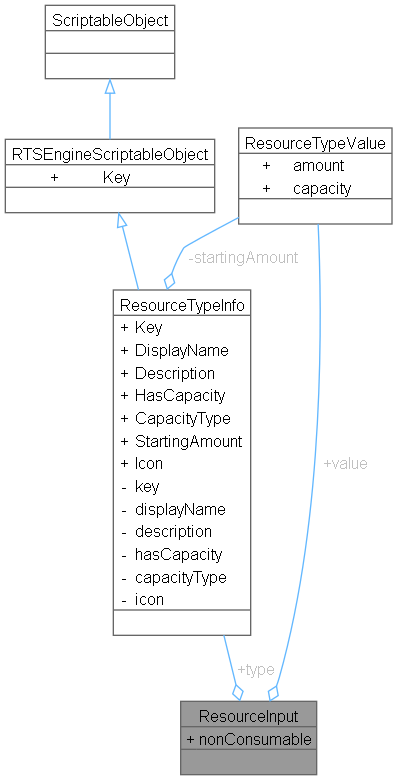 ScriptableObject
RTSEngineScriptableObject
+ Key
ResourceTypeValue
+ amount
+ capacity
-startingAmount
ResourceTypeInfo
+ Key
+ DisplayName
+ Description
+ HasCapacity
+ CapacityType
+ StartingAmount
+ Icon
- key
- displayName
- description
- hasCapacity
- capacityType
- icon
+value
+type
ResourceInput
+ nonConsumable